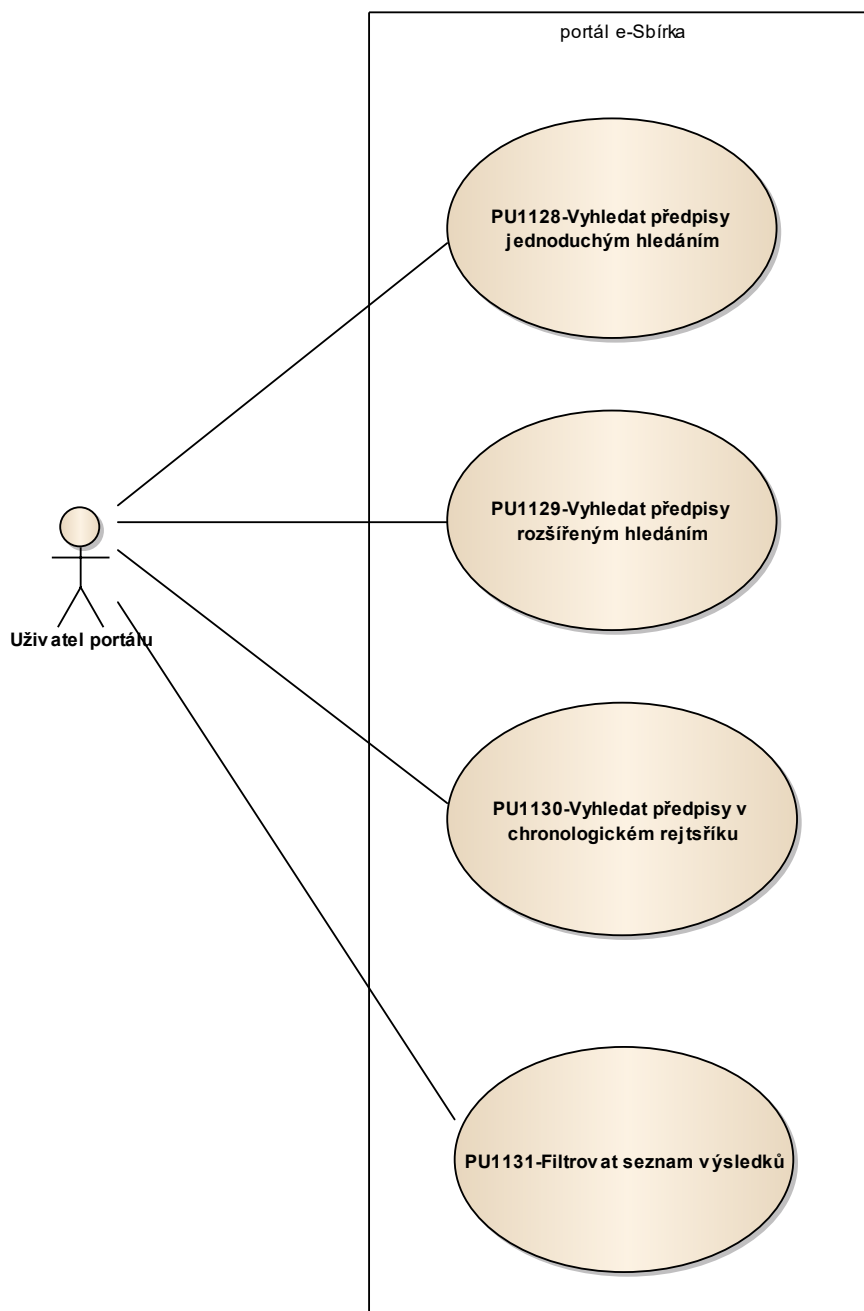 portál e-Sbírka
PU1128-Vyhledat předpisy
jednoduchým hledáním
PU1129-Vyhledat předpisy
rozšířeným hledáním
Uživatel portálu
PU1130-Vyhledat předpisy v
chronologickém rejtsříku
PU1131-Filtrovat seznam výsledků